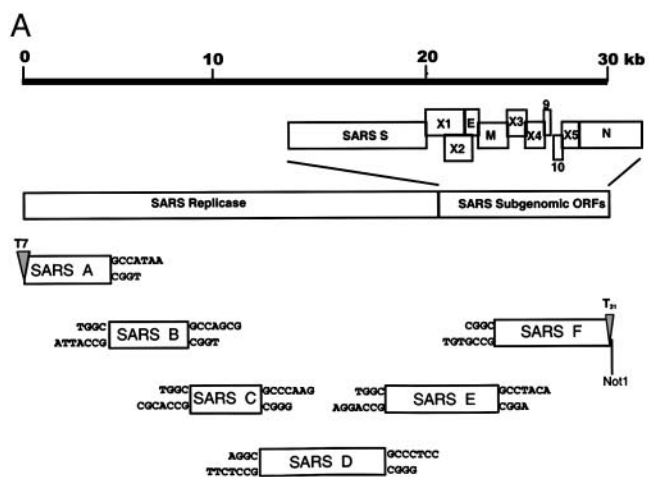 A
0 10 20 30 kb
9
X1 E X3
SARS S M X4 X5 N
X2 10
SARS Replicase SARS Subgenomic ORFs
T7
SARS A GCCATAA
CGGT
T₂₁
TGGC SARS B GCCAGCG
ATTACCG CGGT
CGGC SARS F
TGTGCCG
Not1
TGGC SARS C GCCCAAG
CGCACCG CGGG
TGGC SARS E GCCTACA
AGGACCG CGGA
AGGC SARS D GCCCTCC
TTCTCCG CGGG